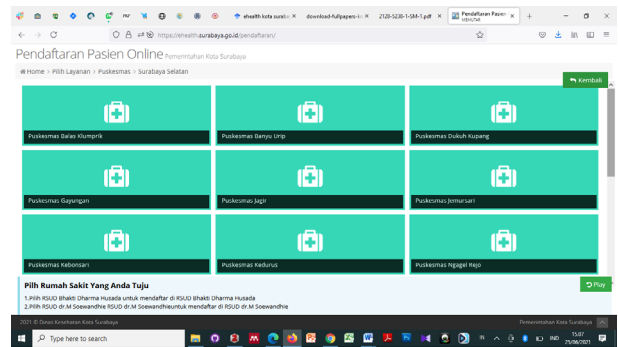 ehealth kota suraba
download-fullpapers-kr
2128-5230-1-SM-1.pdf
Pendaftaran Pasien
MEMUTAR
https://ehealth.surabaya.go.id/pendaftaran/
Pendaftaran Pasien Online Pemerintahan Kota Surabaya
Home > Pilih Layanan > Puskesmas > Surabaya Selatan
Kembali
Puskesmas Balas Klumprik
Puskesmas Banyu Urip
Puskesmas Dukuh Kupang
Puskesmas Gayungan
Puskesmas Jagir
Puskesmas Jemursari
Puskesmas Kebonsari
Puskesmas Kedurus
Puskesmas Ngagel Rejo
Pilih Rumah Sakit Yang Anda Tuju
Play
1.Pilih RSUD Bhakti Dharma Husada untuk mendaftar di RSUD Bhakti Dharma Husada
2.Pilih RSUD dr.M Soewandhie RSUD dr.M Soewandhieuntuk mendaftar di RSUD dr.M Soewandhie
2021 © Dinas Kesehatan Kota Surabaya
Pemerintahan Kota Surabaya
Type here to search
IND
15.07
25/06/2021